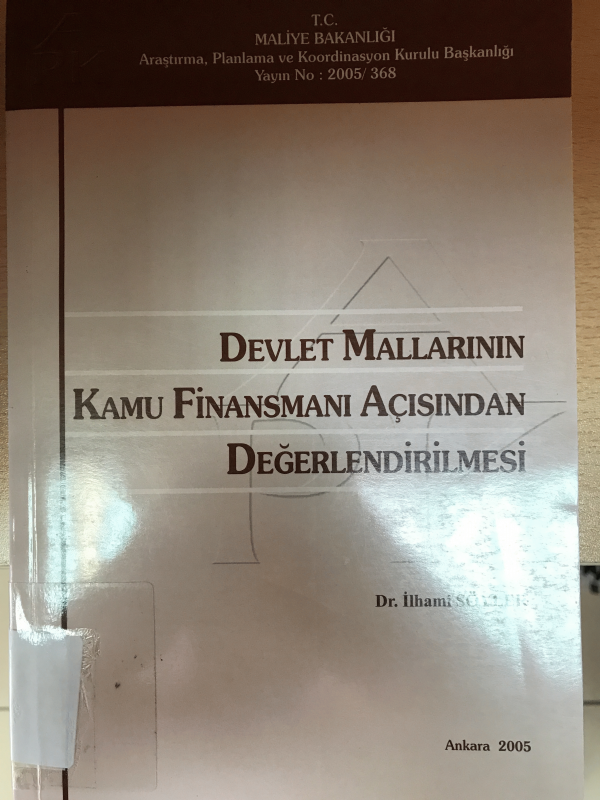 T.C.
MALİYE BAKANLIĞI
Araştırma, Planlama ve Koordinasyon Kurulu Başkanlığı
Yayın No : 2005/ 368
DEVLET MALLARININ
KAMU FİNANSMANI AÇISINDAN
DEĞERLENDİRİLMESİ
Dr. İlhami
Ankara 2005